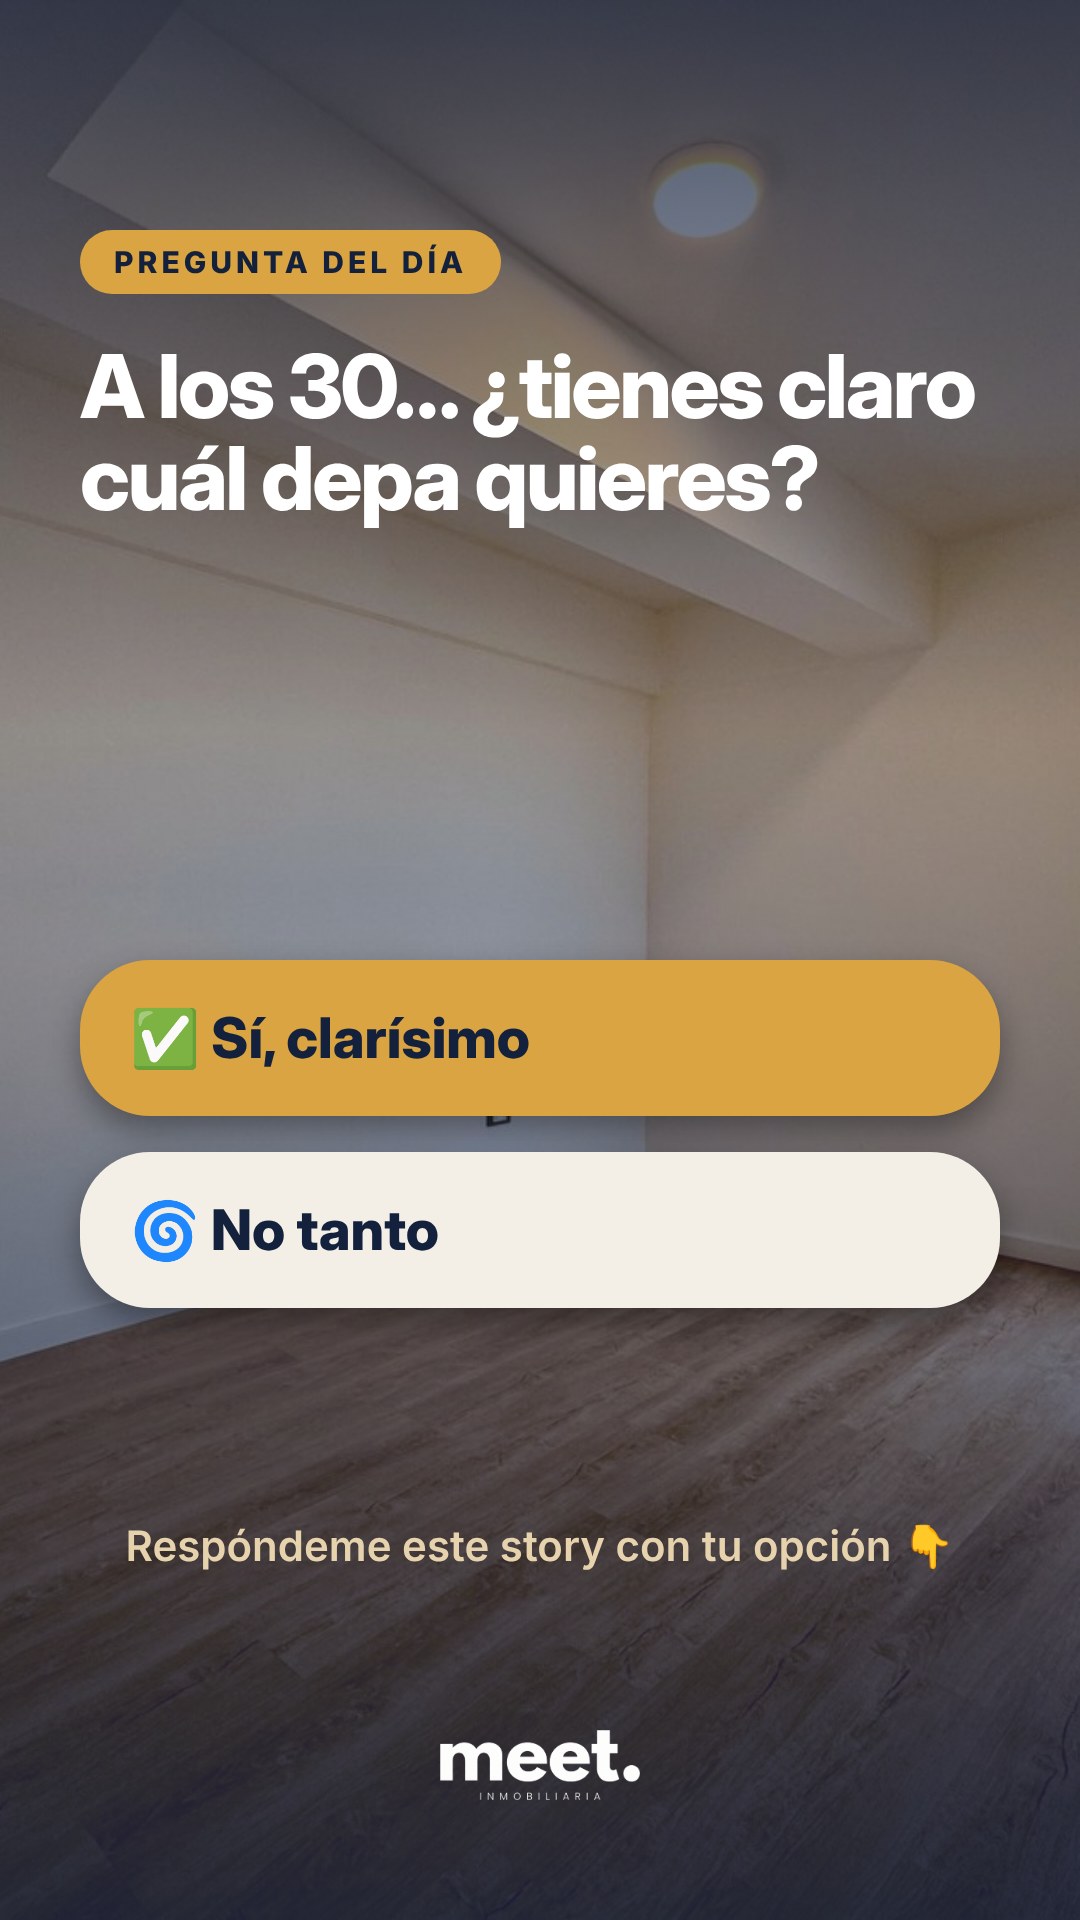 PREGUNTA DEL DÍA
A los 30... ¿tienes claro
cuál depa quieres?
✅ Sí, clarísimo
🌀 No tanto
Respóndeme este story con tu opción 👇
meet.
INMOBILIARIA